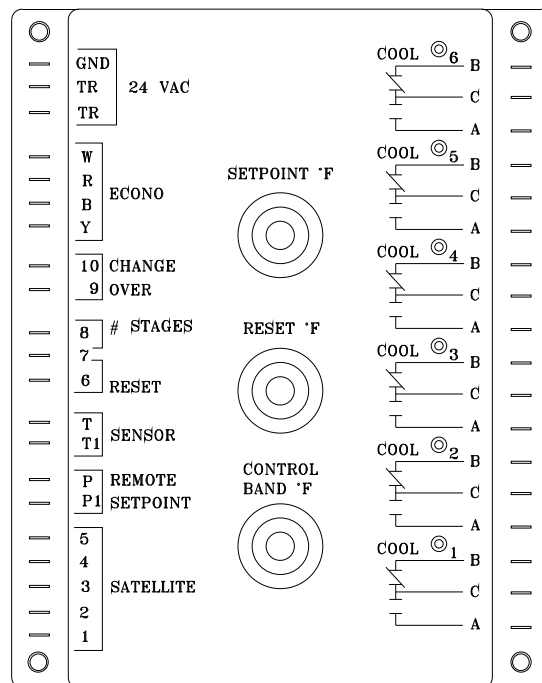 GND
TR 24 VAC
TR
W
R
ECONO
B
Y
10 CHANGE
9 OVER
8 # STAGES
7
6 RESET
T
T1 SENSOR
P REMOTE
P1 SETPOINT
5
4
3 SATELLITE
2
1
SETPOINT °F
RESET °F
CONTROL
BAND °F
COOL 6 B
C
A
COOL 5 B
C
A
COOL 4 B
C
A
COOL 3 B
C
A
COOL 2 B
C
A
COOL 1 B
C
A